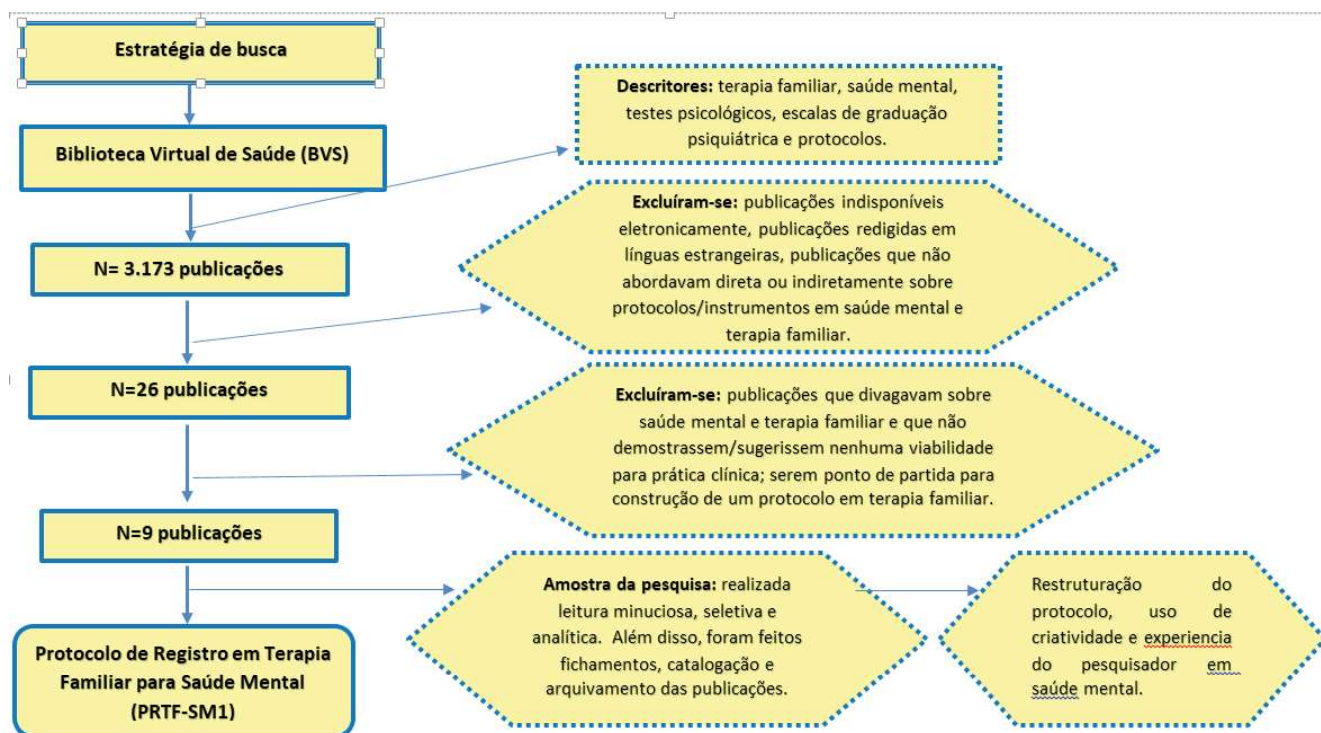 Estratégia de busca
Biblioteca Virtual de Saúde (BVS)
Descritores: terapia familiar, saúde mental,
testes psicológicos, escalas de graduação
psiquiátrica e protocolos.
N= 3.173 publicações
Excluíram-se: publicações indisponíveis
eletronicamente, publicações redigidas em
línguas estrangeiras, publicações que não
abordavam direta ou indiretamente sobre
protocolos/instrumentos em saúde mental e
terapia familiar.
N=26 publicações
Excluíram-se: publicações que divagavam sobre
saúde mental e terapia familiar e que não
demostrassem/sugerissem nenhuma viabilidade
para prática clínica; serem ponto de partida para
construção de um protocolo em terapia familiar.
N=9 publicações
Amostra da pesquisa: realizada
leitura minuciosa, seletiva e
analítica. Além disso, foram feitos
fichamentos, catalogação e
arquivamento das publicações.
Restruturação do
protocolo, uso de
criatividade e experiencia
do pesquisador em
saúde mental.
Protocolo de Registro em Terapia
Familiar para Saúde Mental
(PRTF-SM1)